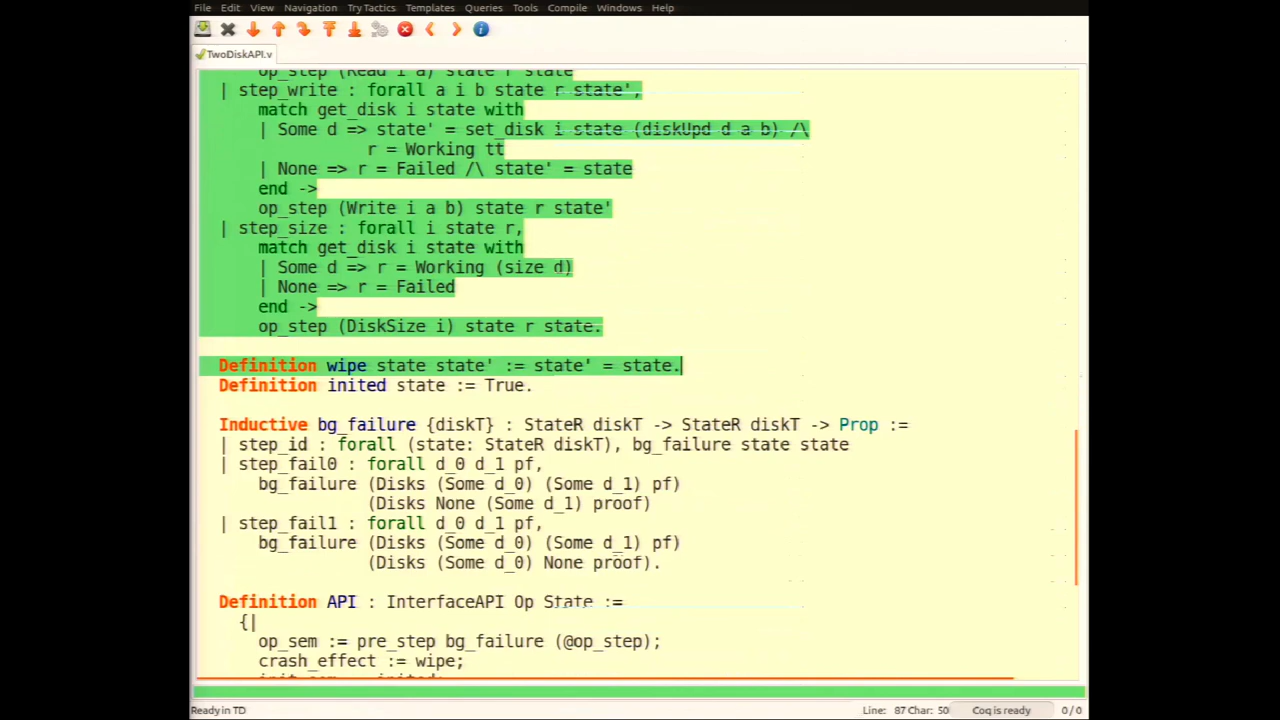 File Edit View Navigation Try Tactics Templates Queries Tools Compile Windows Help
TwoDiskAPI.v
op_step (Read i a) state r state
| step_write : forall a i b state r state',
match get_disk i state with
| Some d => state' = set_disk i state (diskUpd d a b) /\
r = Working tt
| None => r = Failed /\ state' = state
end ->
op_step (Write i a b) state r state'
| step_size : forall i state r,
match get_disk i state with
| Some d => r = Working (size d)
| None => r = Failed
end ->
op_step (DiskSize i) state r state.
Definition wipe state state' := state' = state.
Definition inited state := True.
Inductive bg_failure {diskT} : StateR diskT -> StateR diskT -> Prop :=
| step_id : forall (state: StateR diskT), bg_failure state state
| step_fail0 : forall d_0 d_1 pf,
bg_failure (Disks (Some d_0) (Some d_1) pf)
(Disks None (Some d_1) proof)
| step_fail1 : forall d_0 d_1 pf,
bg_failure (Disks (Some d_0) (Some d_1) pf)
(Disks (Some d_0) None proof).
Definition API : InterfaceAPI Op State :=
{|
op_sem := pre_step bg_failure (@op_step);
crash_effect := wipe;
Ready in TD Line: 87 Char: 50 Coq is ready 0 / 0